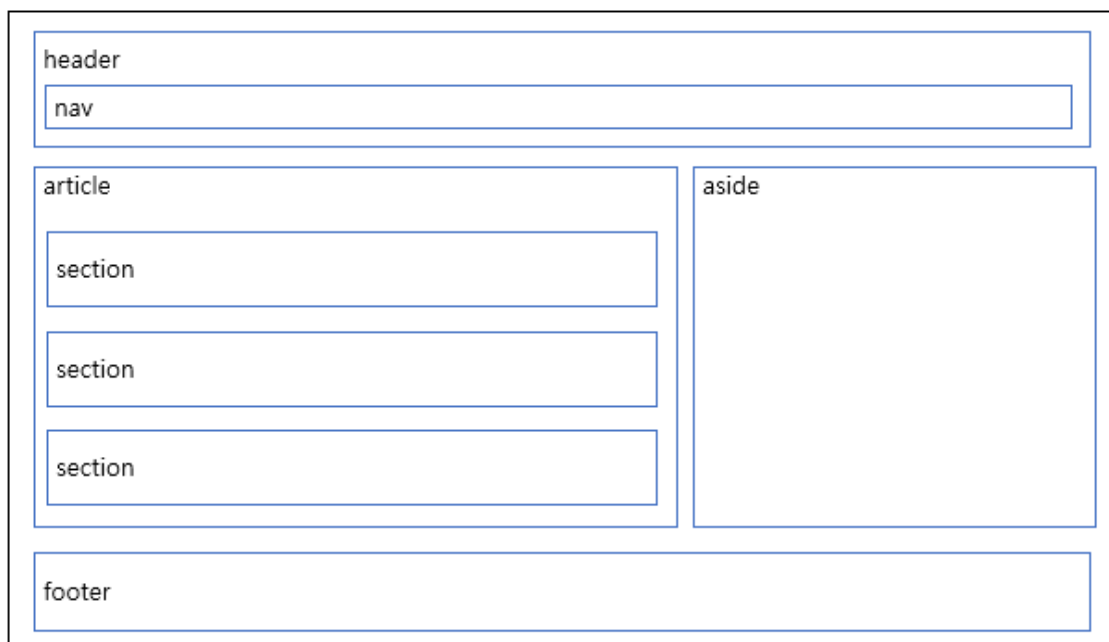 header
nav
article
aside
section
section
section
footer